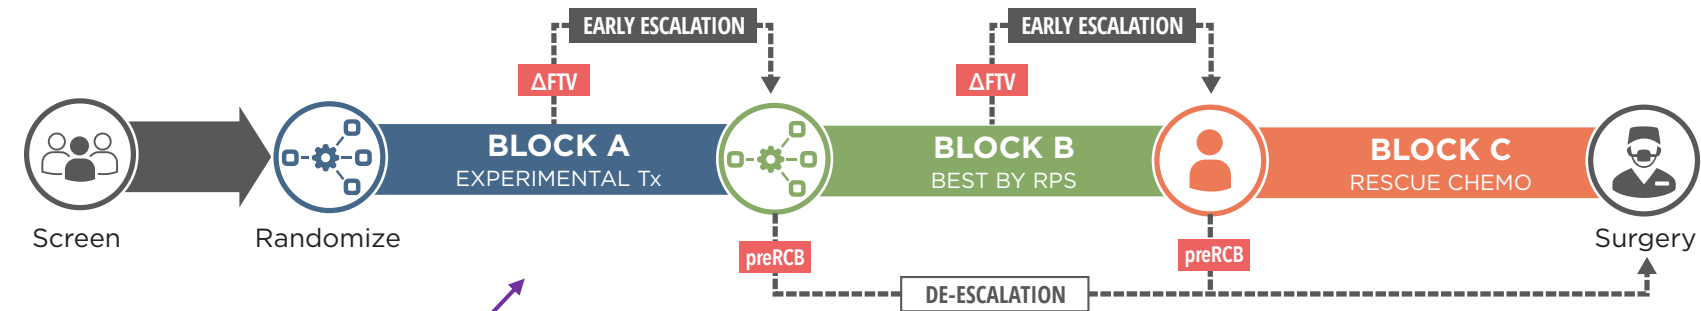 EARLY ESCALATION
EARLY ESCALATION
ΔFTV
ΔFTV
BLOCK A
EXPERIMENTAL Tx
BLOCK B
BEST BY RPS
BLOCK C
RESCUE CHEMO
Screen
Randomize
Surgery
preRCB
preRCB
DE-ESCALATION